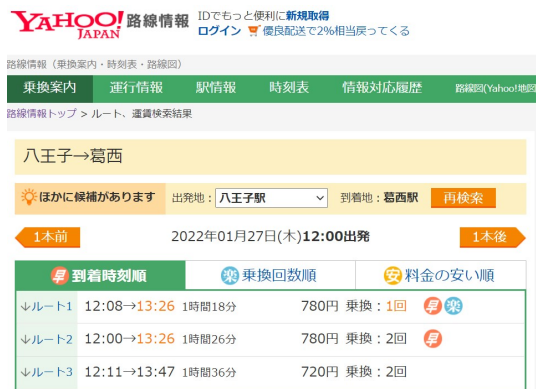 YAHOO! JAPAN 路線情報
IDでもっと便利に新規取得
ログイン 優良配送で2%相当戻ってくる
路線情報（乗換案内・時刻表・路線図）
乗換案内 運行情報 駅情報 時刻表 情報対応履歴 路線図(Yahoo!地図
路線情報トップ > ルート、運賃検索結果
八王子→葛西
ほかに候補があります 出発地： 八王子駅 到着地：葛西駅 再検索
1本前 2022年01月27日(木)12:00出発 1本後
早 到着時刻順 楽 乗換回数順 安 料金の安い順
↓ルート1 12:08→13:26 1時間18分 780円 乗換：1回 早 楽
↓ルート2 12:00→13:26 1時間26分 780円 乗換：2回 早
↓ルート3 12:11→13:47 1時間36分 720円 乗換：2回